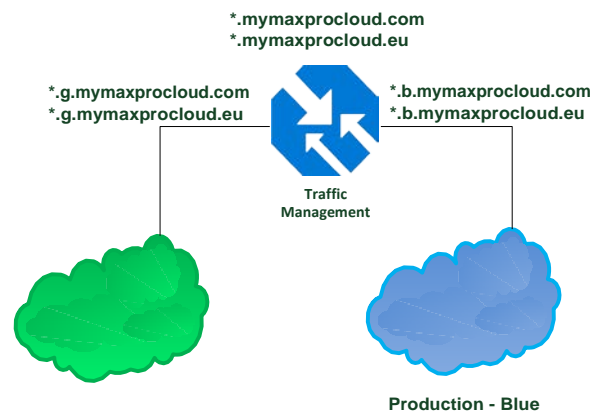 *.mymaxprocloud.com
*.mymaxprocloud.eu
*.g.mymaxprocloud.com
*.g.mymaxprocloud.eu
*.b.mymaxprocloud.com
*.b.mymaxprocloud.eu
Traffic
Management
Production - Blue